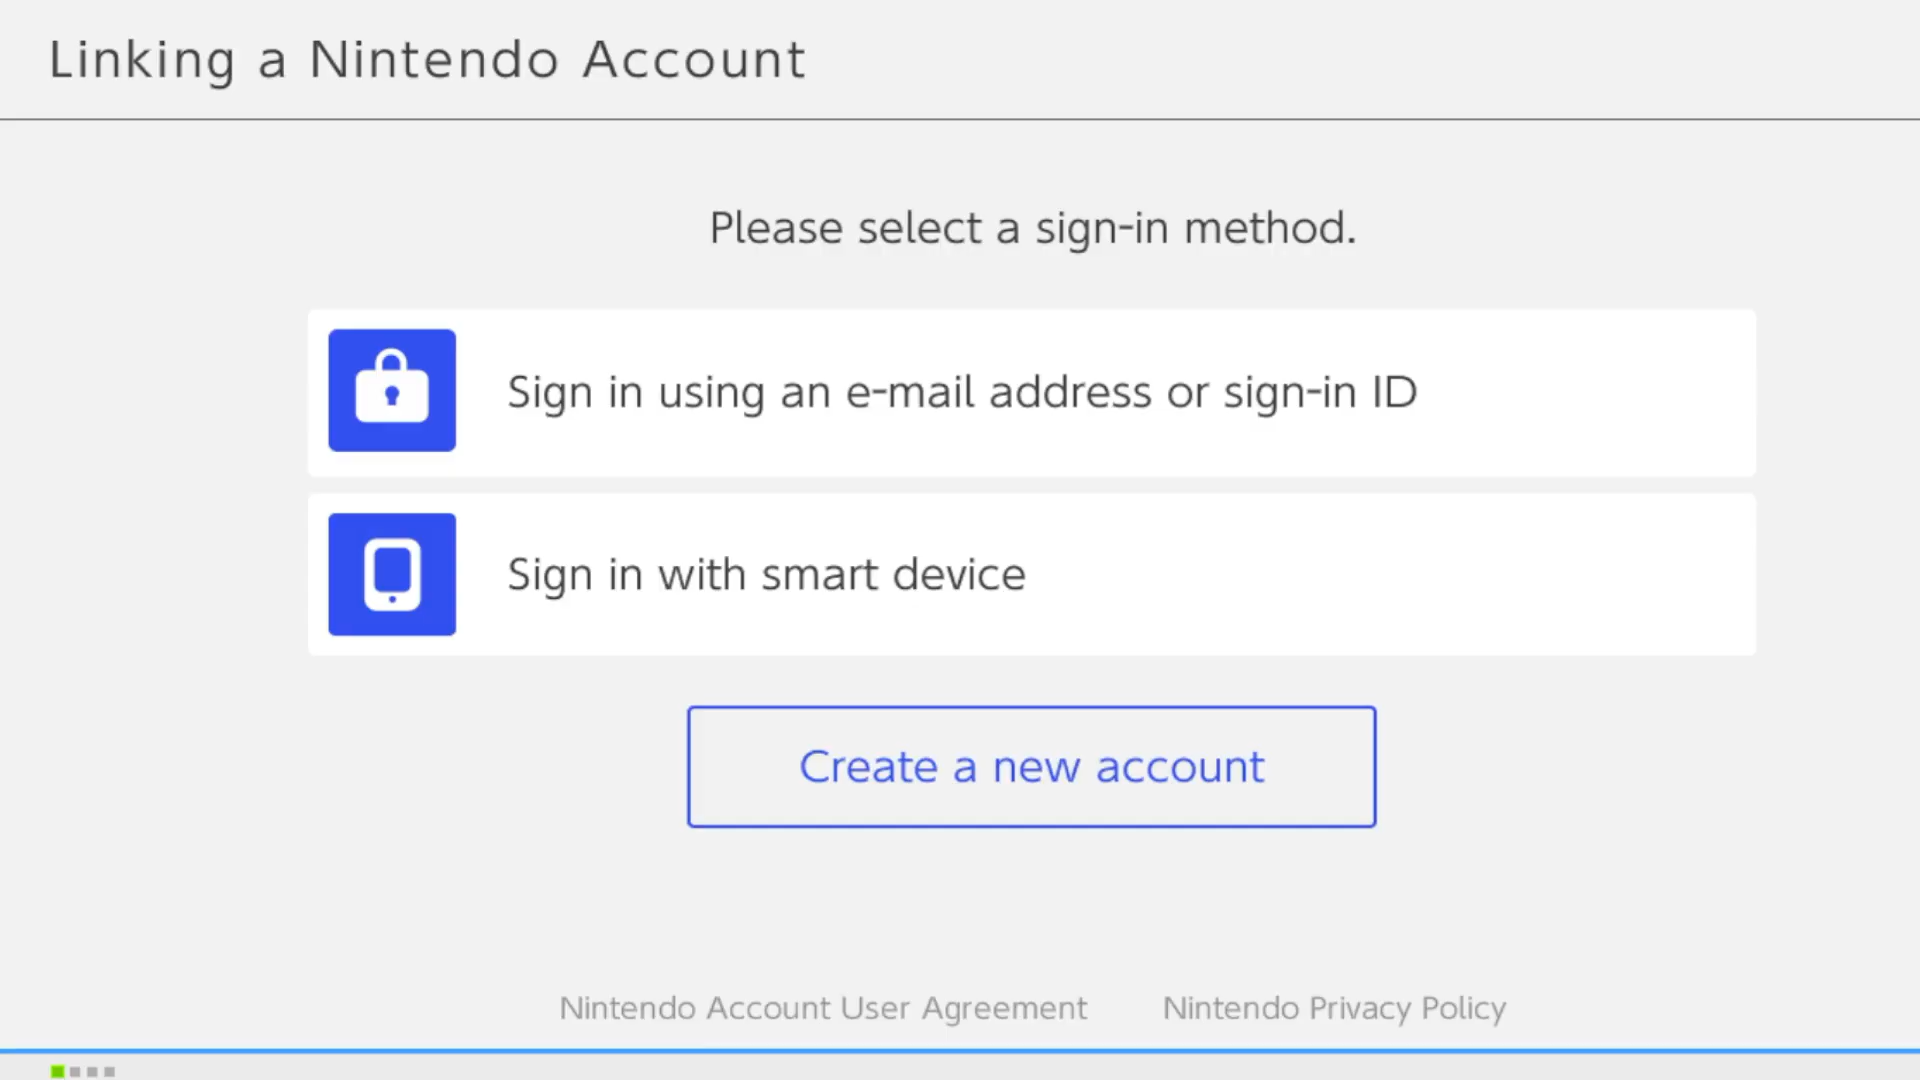 Linking a Nintendo Account
Please select a sign-in method.
Sign in using an e-mail address or sign-in ID
Sign in with smart device
Create a new account
Nintendo Account User Agreement
Nintendo Privacy Policy